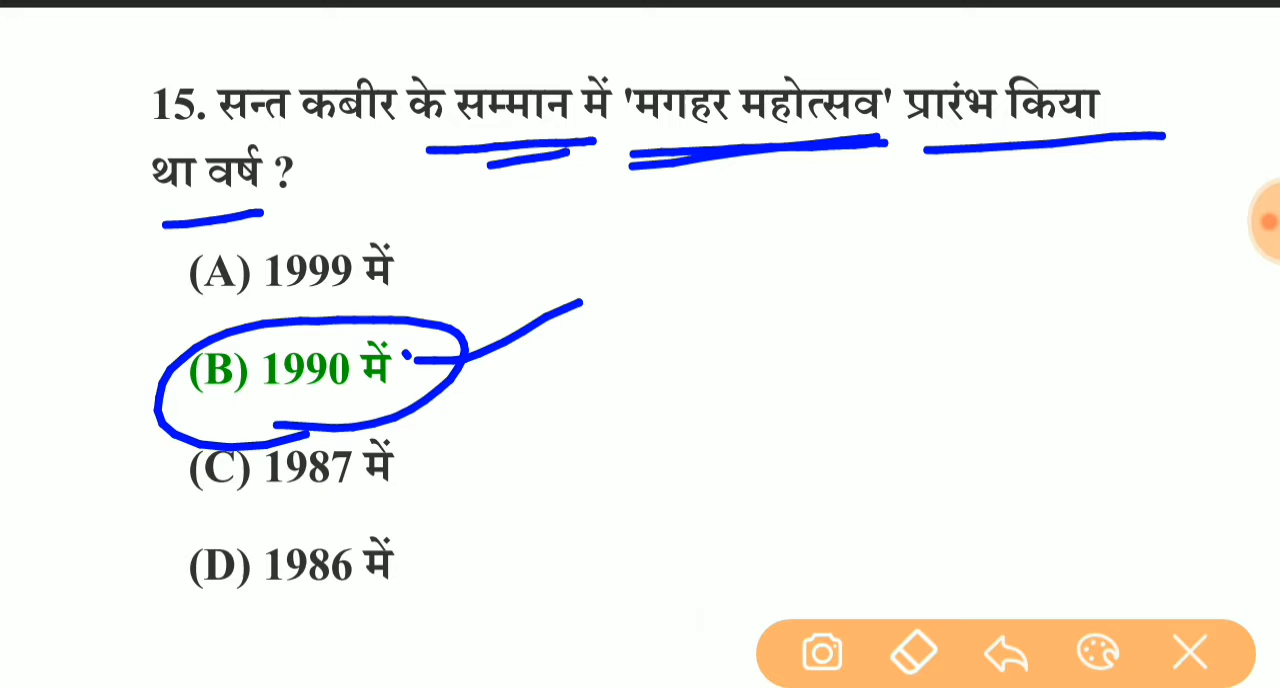 15. सन्त कबीर के सम्मान में 'मगहर महोत्सव' प्रारंभ किया
था वर्ष ?
(A) 1999 में
(B) 1990 में
(C) 1987 में
(D) 1986 में